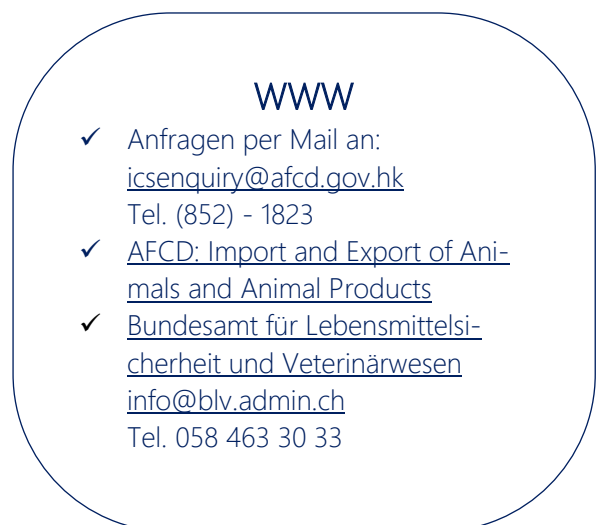 WWW
✓ Anfragen per Mail an:
icsenquiry@afcd.gov.hk
Tel. (852) - 1823
✓ AFCD: Import and Export of Ani-
mals and Animal Products
✓ Bundesamt für Lebensmittelsi-
cherheit und Veterinärwesen
info@blv.admin.ch
Tel. 058 463 30 33